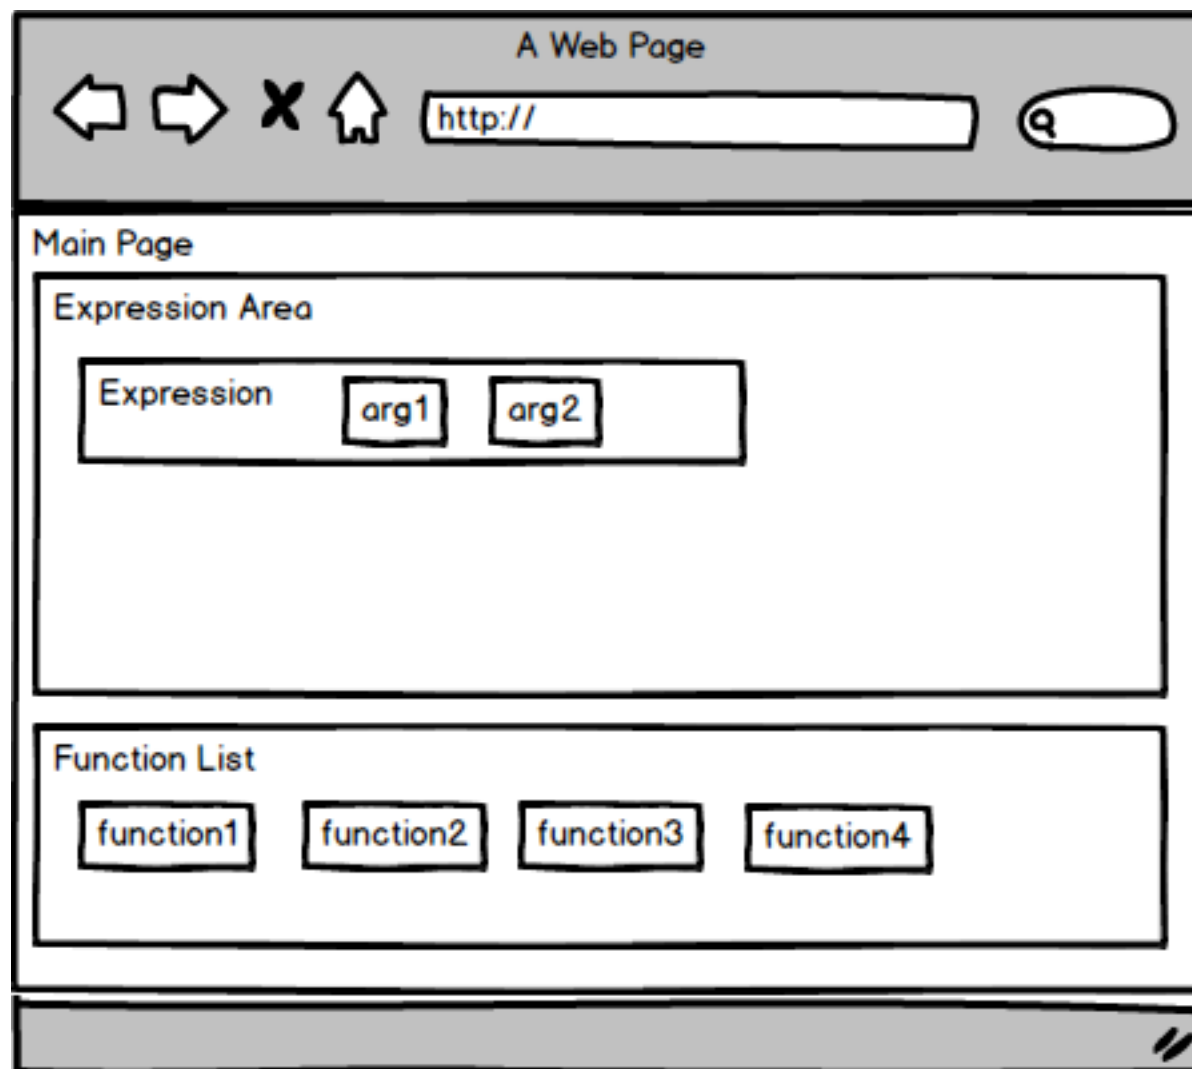 A Web Page
http://
Main Page
Expression Area
Expression arg1 arg2
Function List
function1 function2 function3 function4